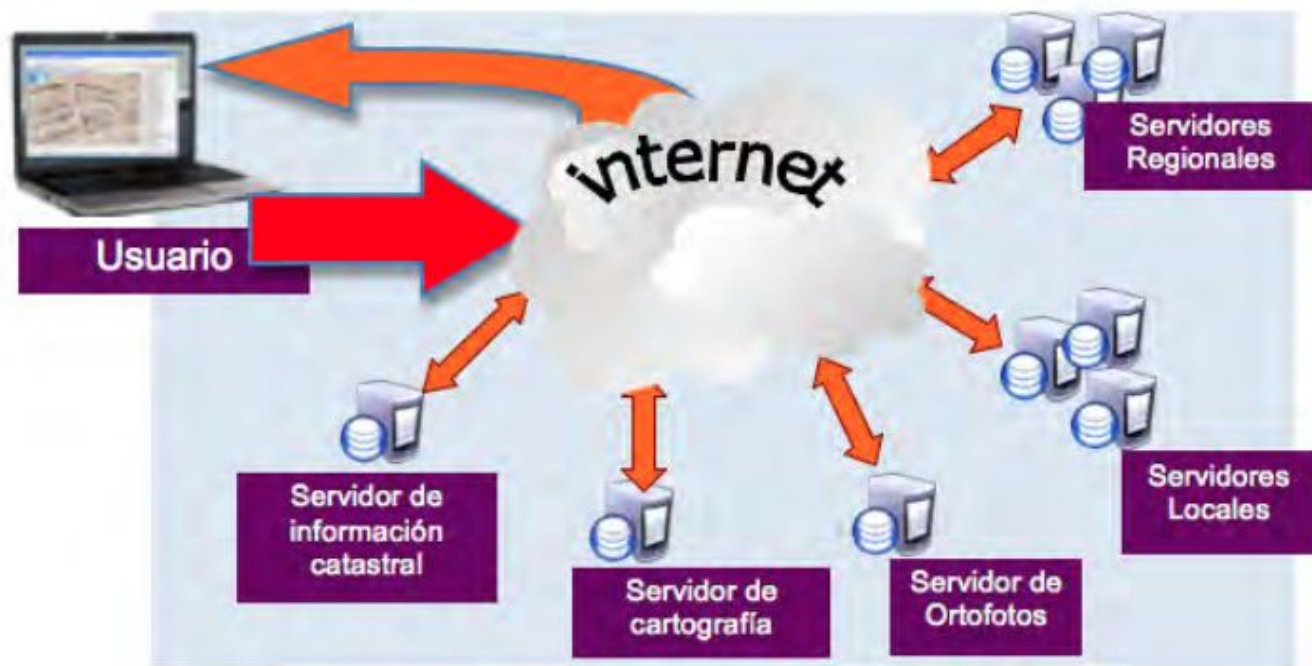 internet
Servidores
Regionales
Usuario
Servidores
Locales
Servidor de
información
catastral
Servidor de
cartografía
Servidor de
Ortofotos